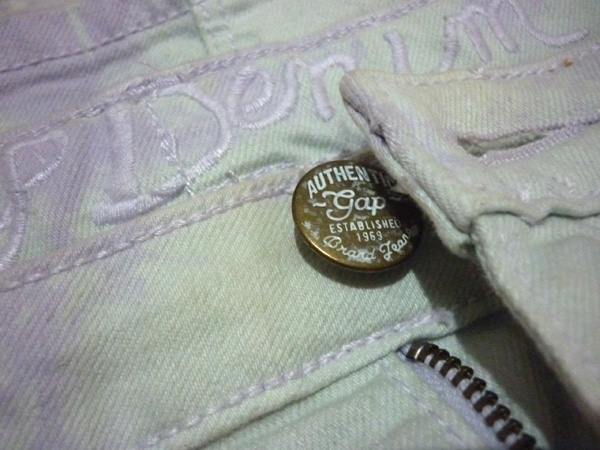 p Denim
AUTHENTIC
Gap
ESTABLISHED
1969
Brand Jeans